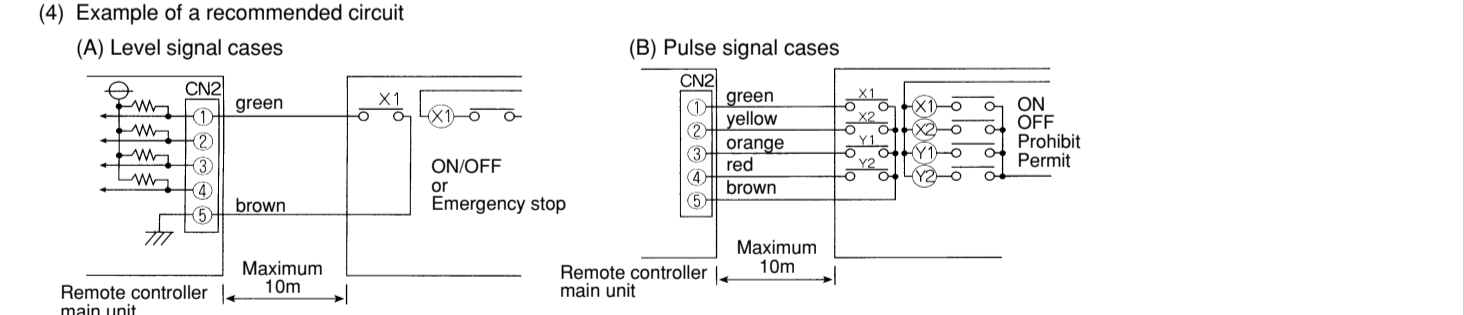 (4) Example of a recommended circuit
(A) Level signal cases
CN2
green
1
2
3
4
5
brown
X1
X1
ON/OFF
or
Emergency stop
Maximum
10m
Remote controller
main unit
(B) Pulse signal cases
CN2
1 green
2 yellow
3 orange
4 red
5 brown
X1
X2
Y1
Y2
X1 ON
X2 OFF
Y1 Prohibit
Y2 Permit
Maximum
10m
Remote controller
main unit